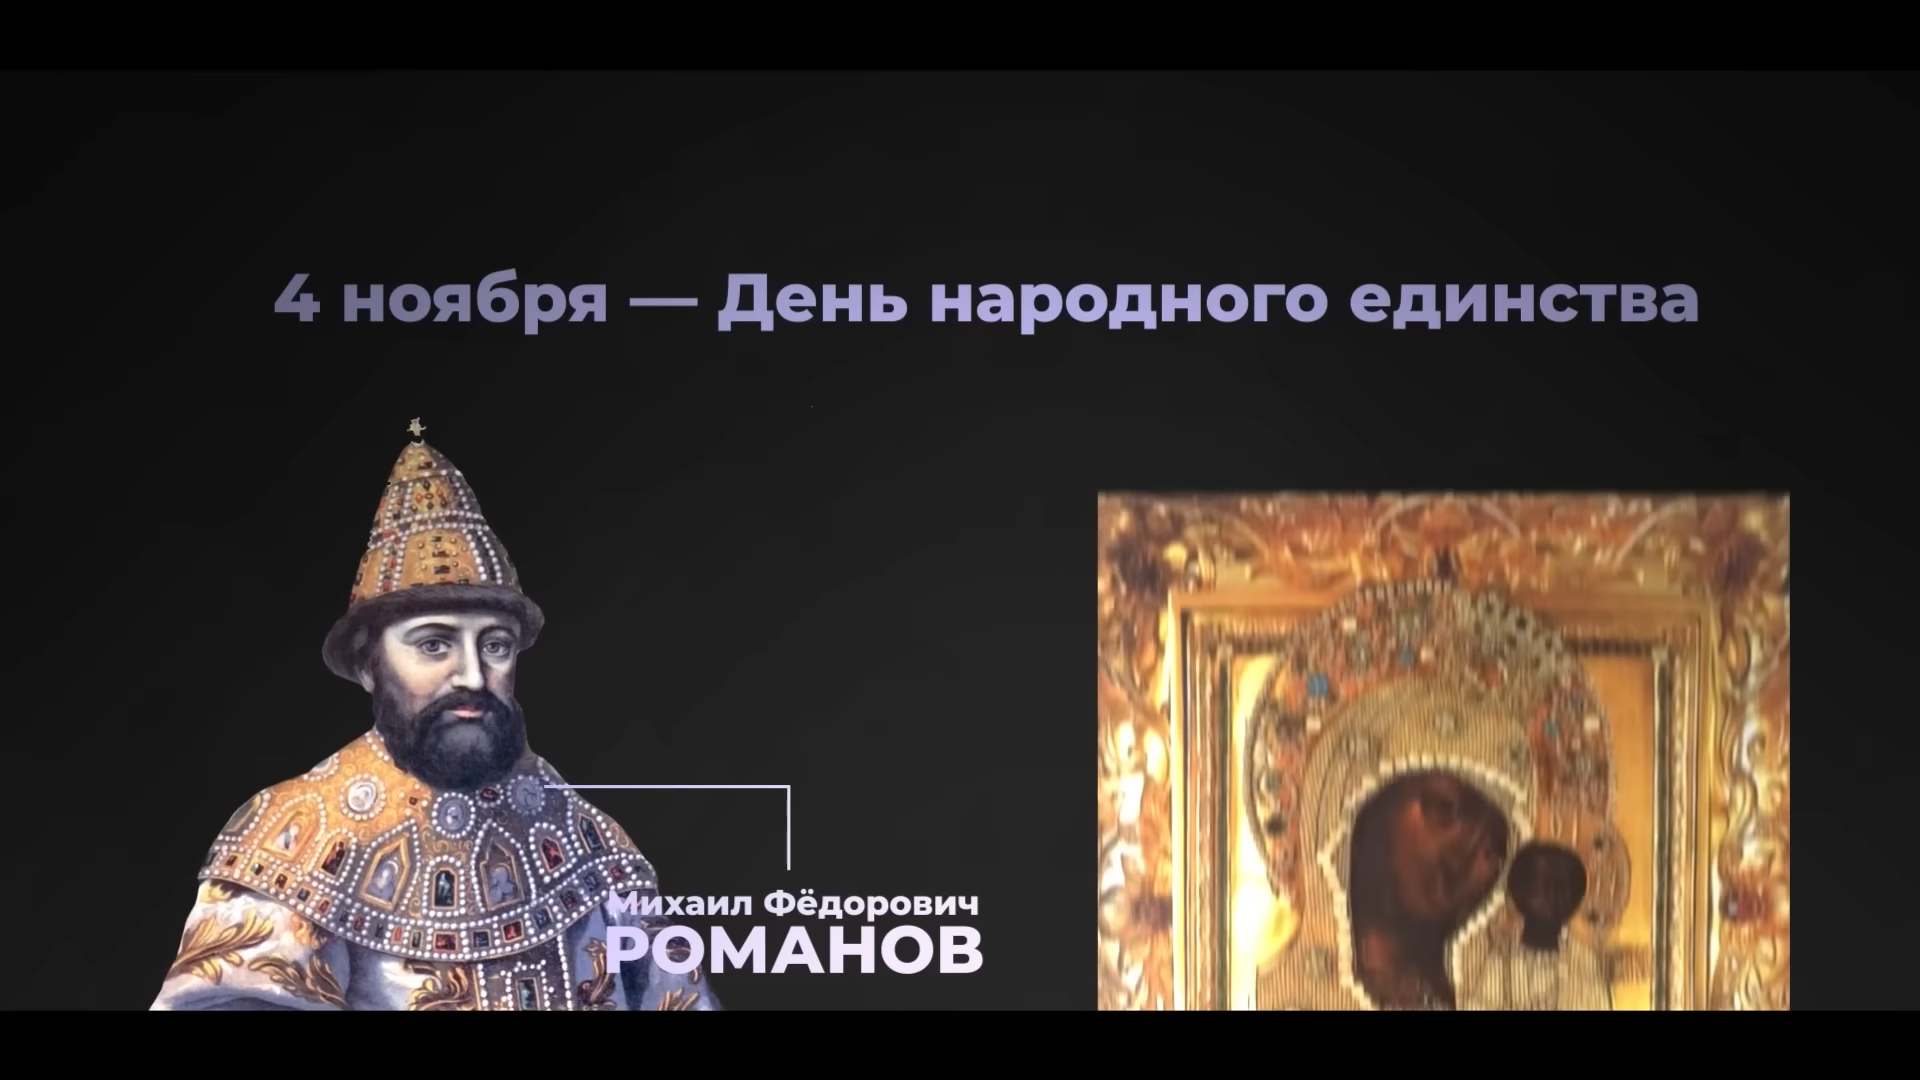 4 ноября — День народного единства
Михаил Фёдорович
РОМАНОВ